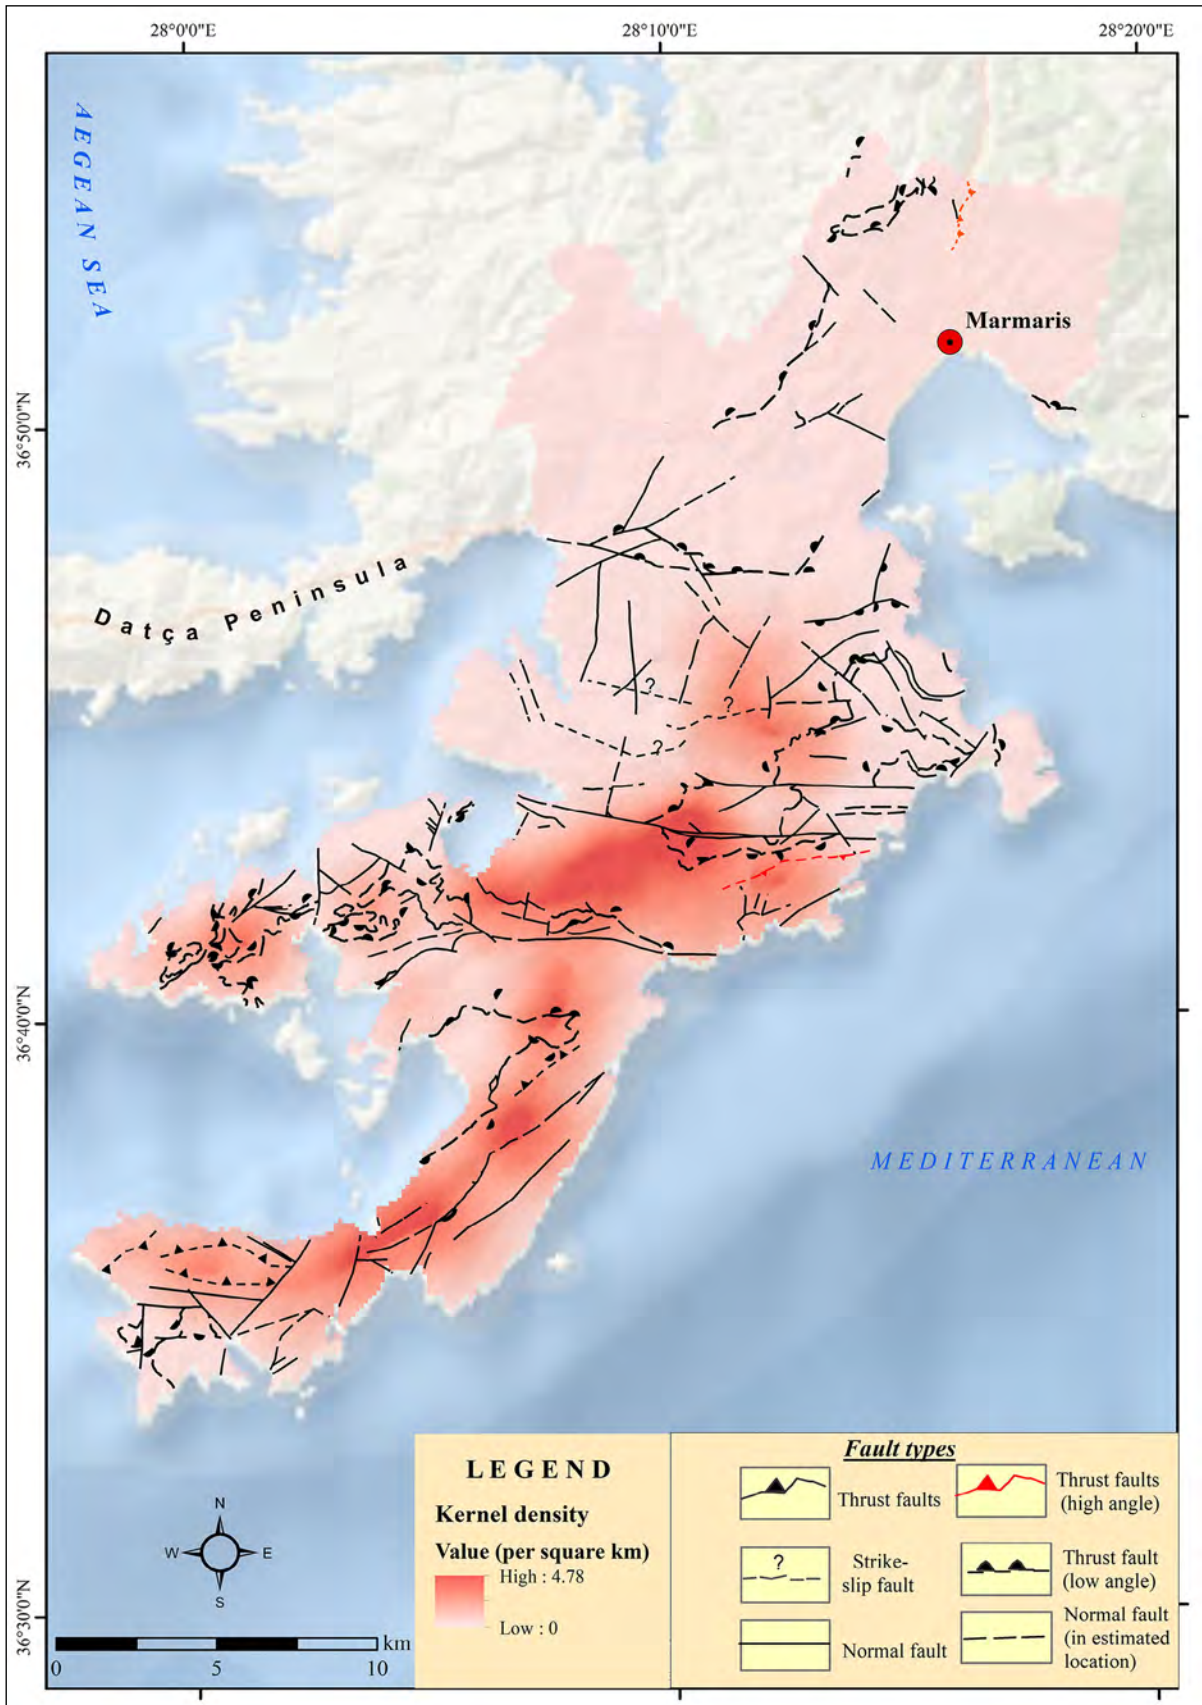 28°0'0"E
28°10'0"E
28°20'0"E
AEGEAN SEA
Marmaris
36°50'0"N
Datça Peninsula
?
?
?
36°40'0"N
MEDITERRANEAN
36°30'0"N
N
W
E
S
km
0
5
10
LEGEND
Kernel density
Value (per square km)
High : 4.78
Low : 0
Fault types
Thrust faults
Thrust faults
(high angle)
?
Strike-
slip fault
Thrust fault
(low angle)
Normal fault
Normal fault
(in estimated
location)